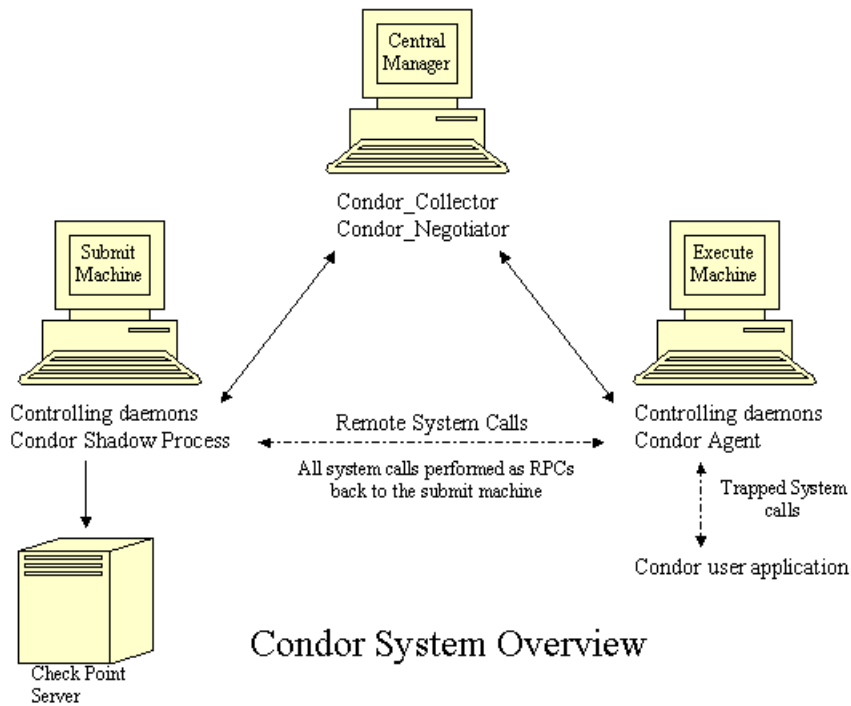 Central
Manager
Condor_Collector
Condor_Negotiator
Submit
Machine
Execute
Machine
Controlling daemons
Condor Shadow Process
Remote System Calls
All system calls performed as RPCs
back to the submit machine
Controlling daemons
Condor Agent
Trapped System
calls
Condor user application
Condor System Overview
Check Point
Server